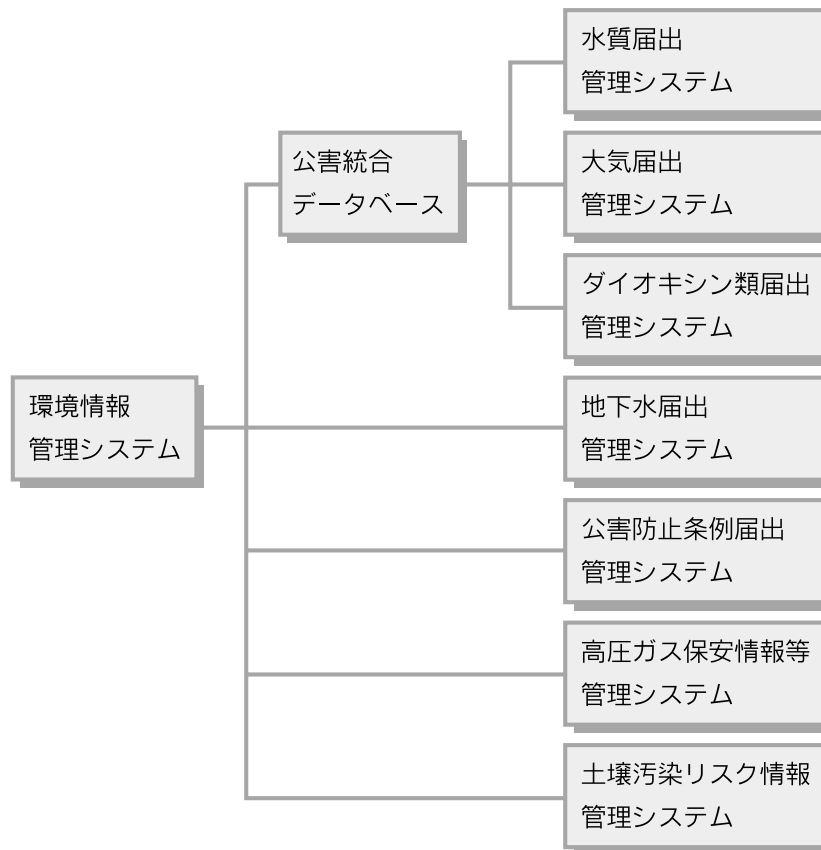 水質届出
管理システム
公害統合
データベース
大気届出
管理システム
ダイオキシン類届出
管理システム
環境情報
管理システム
地下水届出
管理システム
公害防止条例届出
管理システム
高圧ガス保安情報等
管理システム
土壌汚染リスク情報
管理システム